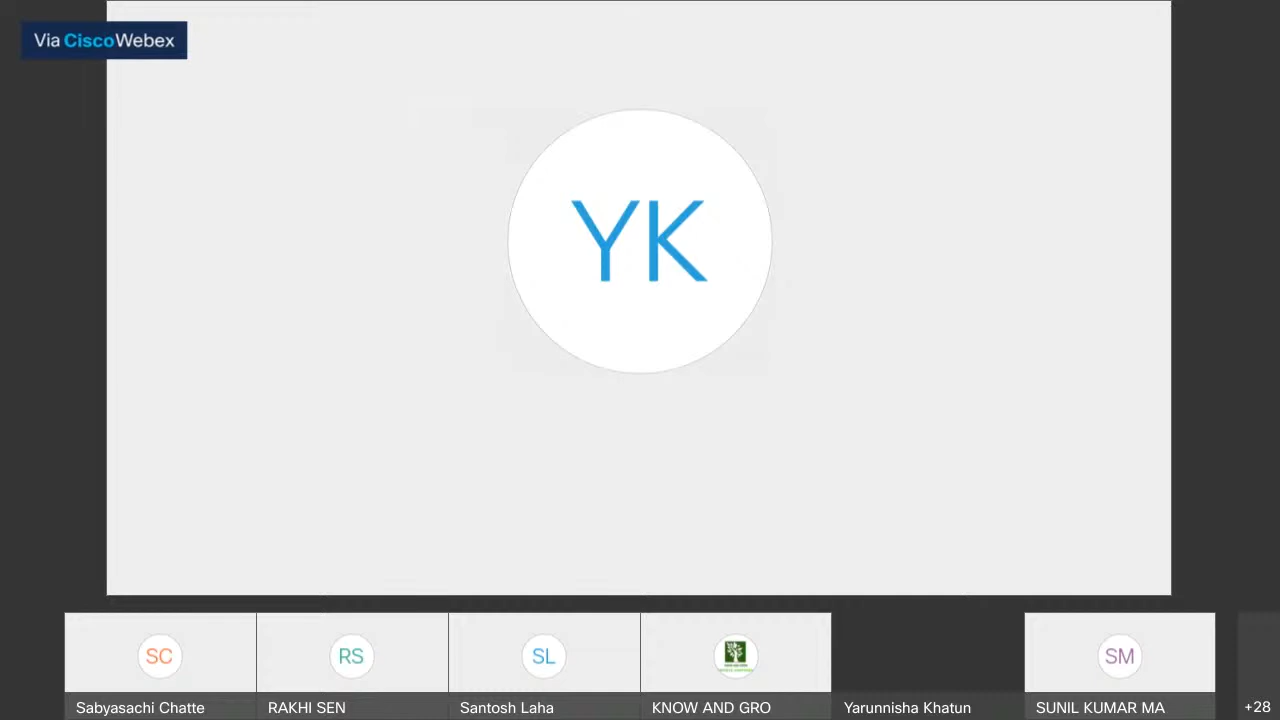 Via CiscoWebex
YK
SC
RS
SL
SM
Sabyasachi Chatte
RAKHI SEN
Santosh Laha
KNOW AND GRO
Yarunnisha Khatun
SUNIL KUMAR MA
+28